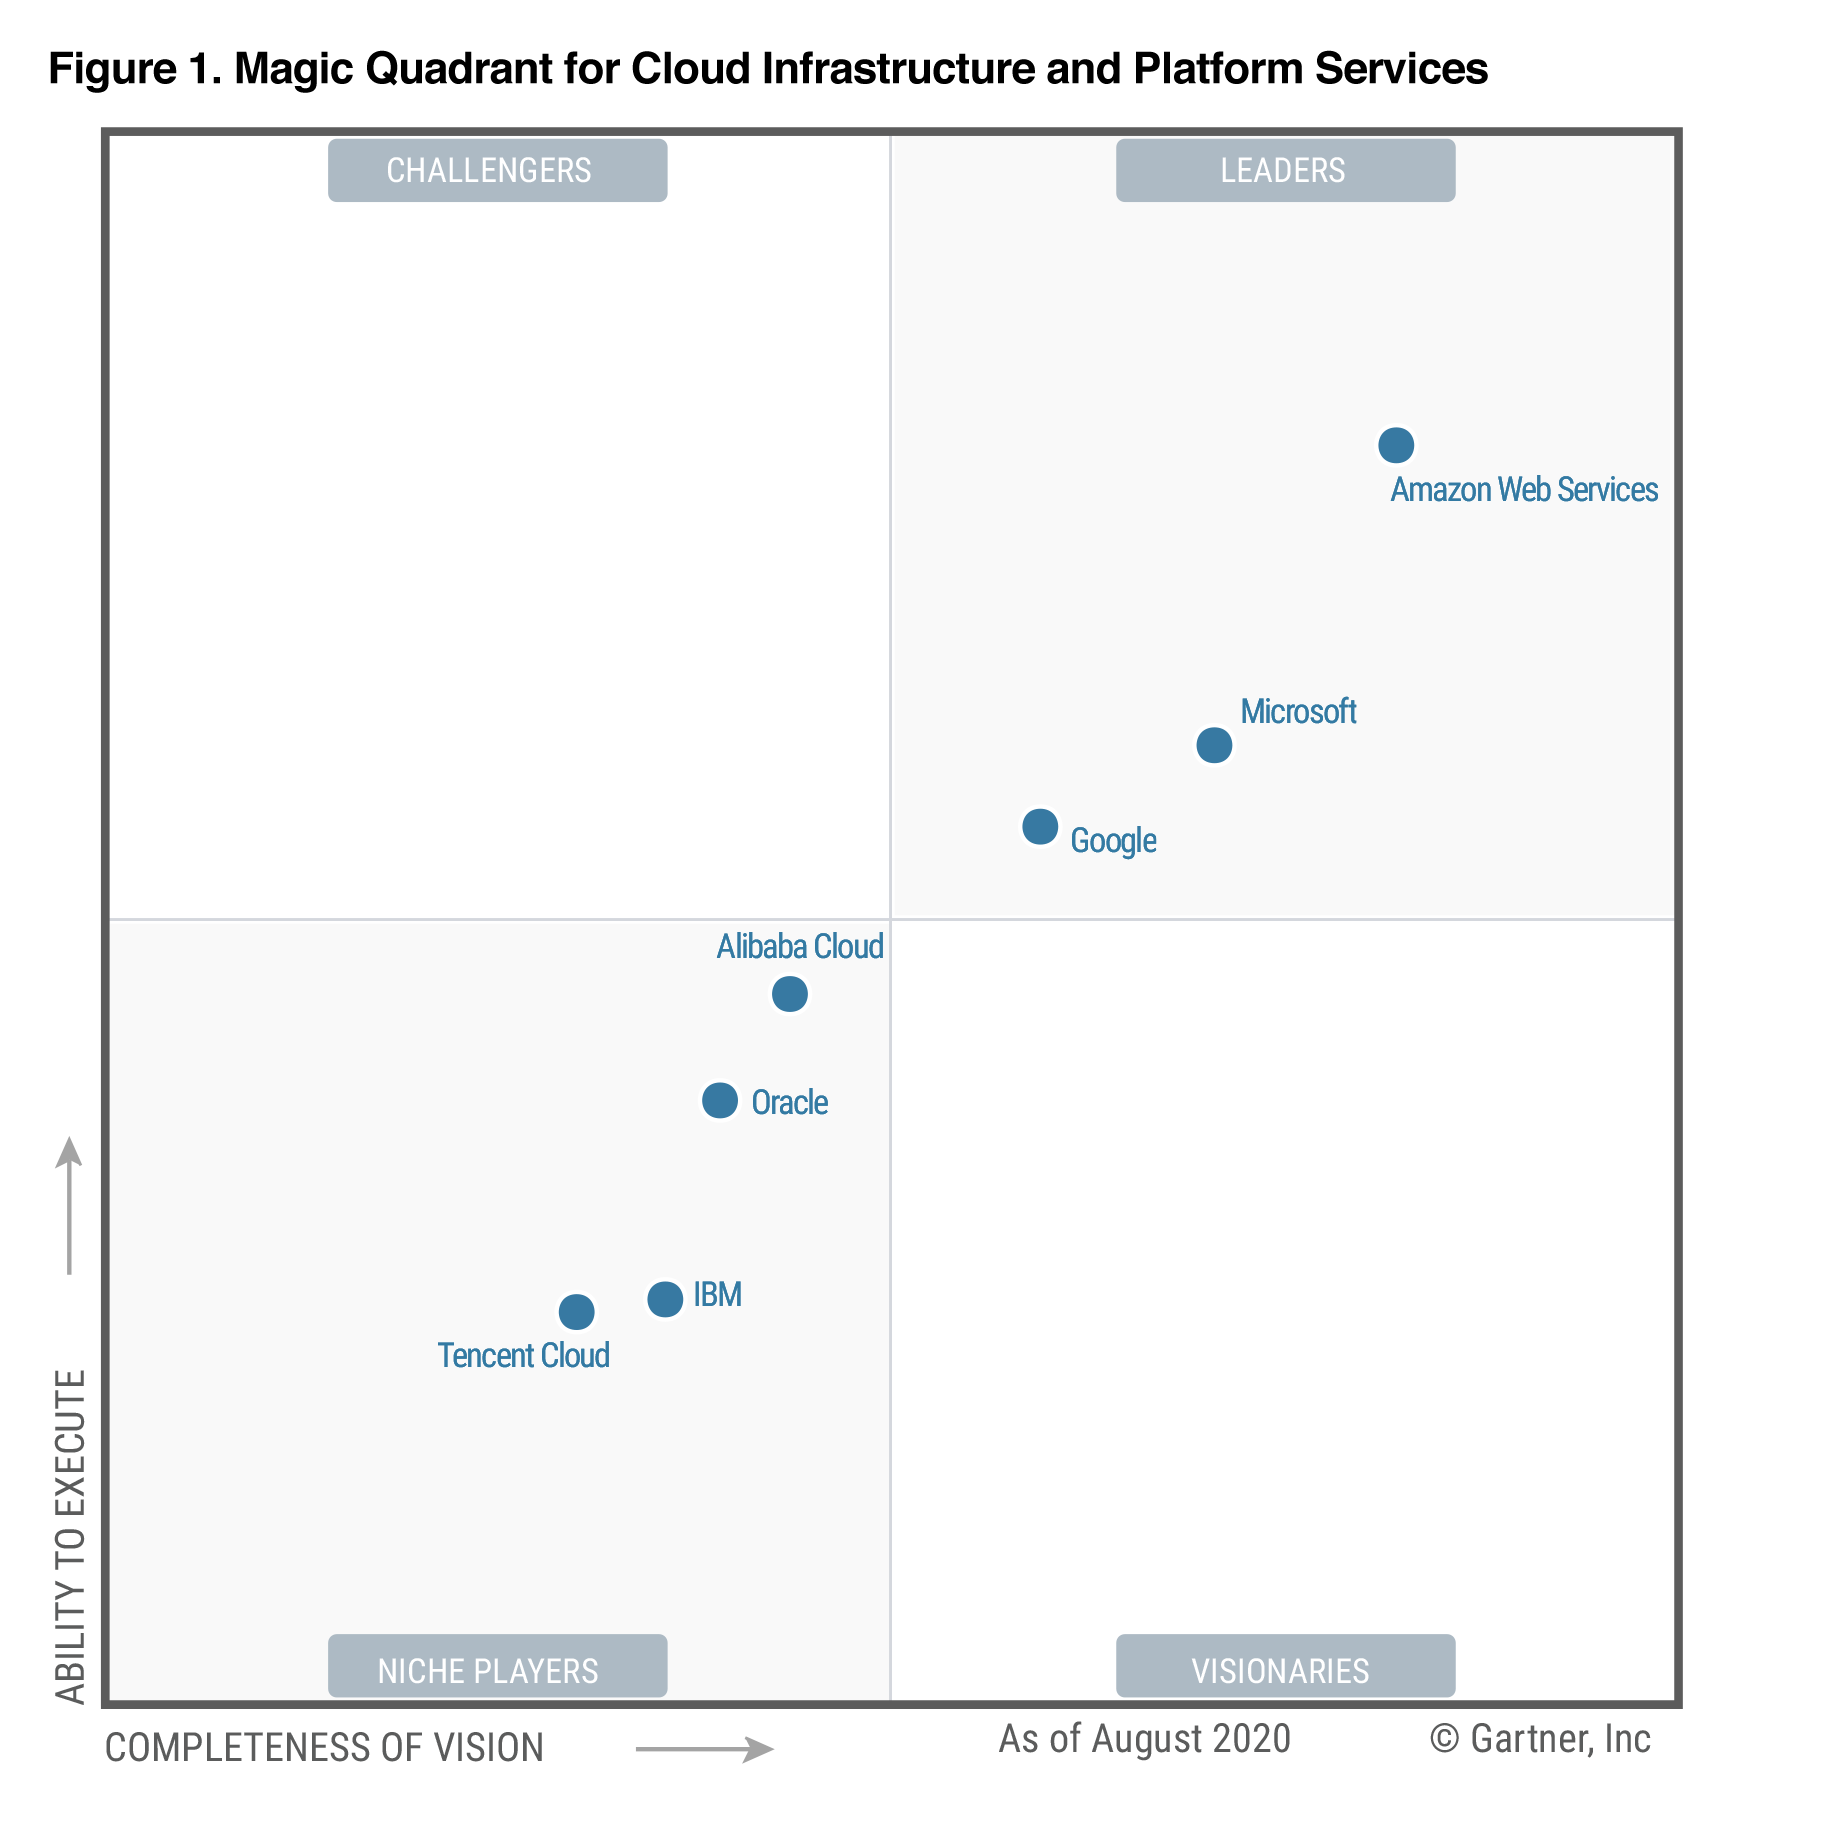 Figure 1. Magic Quadrant for Cloud Infrastructure and Platform Services
CHALLENGERS
LEADERS
Amazon Web Services
Microsoft
Google
Alibaba Cloud
Oracle
IBM
Tencent Cloud
ABILITY TO EXECUTE
NICHE PLAYERS
VISIONARIES
COMPLETENESS OF VISION
As of August 2020
© Gartner, Inc